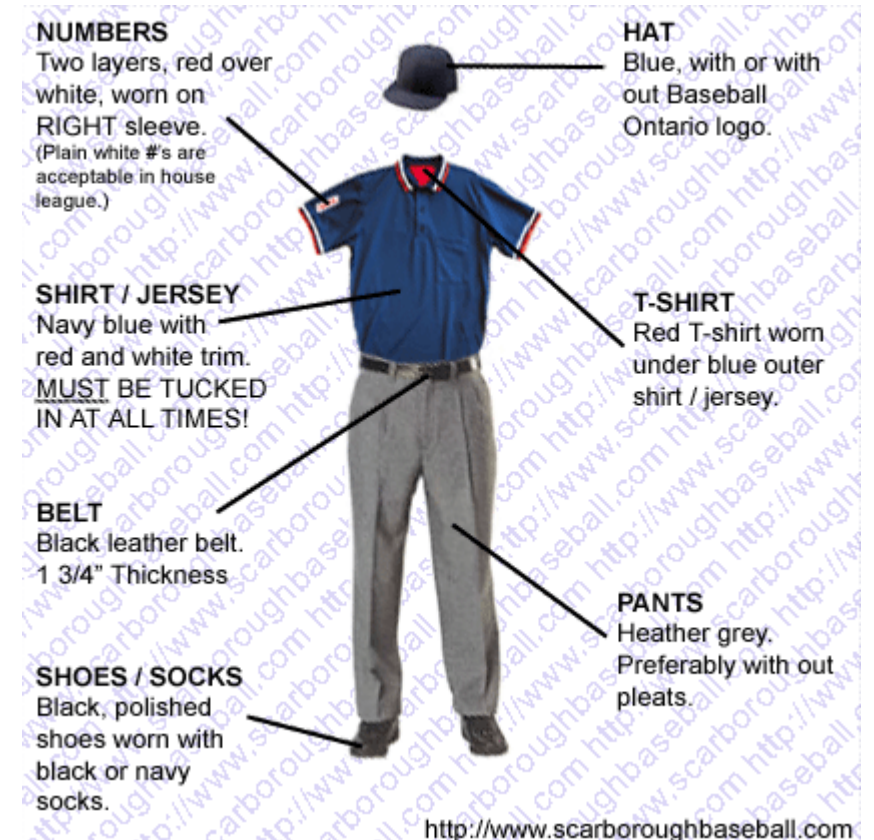 NUMBERS
Two layers, red over
white, worn on
RIGHT sleeve.
(Plain white #'s are
acceptable in house
league.)
HAT
Blue, with or with
out Baseball
Ontario logo.
SHIRT / JERSEY
Navy blue with
red and white trim.
MUST BE TUCKED
IN AT ALL TIMES!
T-SHIRT
Red T-shirt worn
under blue outer
shirt / jersey.
BELT
Black leather belt.
1 3/4” Thickness
PANTS
Heather grey.
Preferably with out
pleats.
SHOES / SOCKS
Black, polished
shoes worn with
black or navy
socks.
http://www.scarboroughbaseball.com